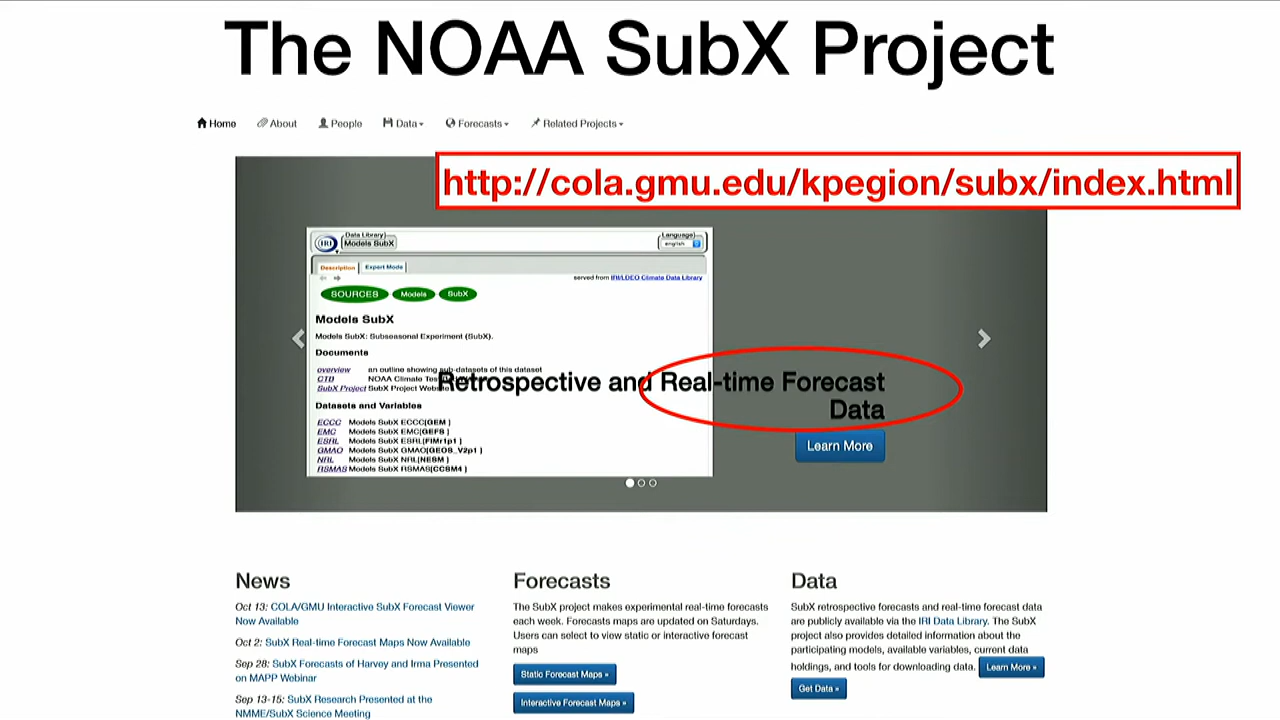 The NOAA SubX Project
Home About People Data Forecasts Related Projects
http://cola.gmu.edu/kpegion/subx/index.html
IRI
Data Library
Models SubX
Language
english
Description Expert Mode
served from IRI/LDEO Climate Data Library
SOURCES Models SubX
Models SubX
Models SubX: Subseasonal Experiment (SubX).
Documents
overview an outline showing sub-datasets of this dataset
CTB NOAA Climate Test
SubX Project SubX Project Website
Retrospective and Real-time Forecast
Data
Datasets and Variables
ECCC Models SubX ECCC[GEM ]
EMC Models SubX EMC[GEFS ]
ESRL Models SubX ESRL[FIMr1p1 ]
GMAO Models SubX GMAO[GEOS_V2p1 ]
NRL Models SubX NRL[NESM ]
RSMAS Models SubX RSMAS[CCSM4 ]
Learn More
News
Oct 13: COLA/GMU Interactive SubX Forecast Viewer
Now Available
Oct 2: SubX Real-time Forecast Maps Now Available
Sep 28: SubX Forecasts of Harvey and Irma Presented
on MAPP Webinar
Sep 13-15: SubX Research Presented at the
NMME/SubX Science Meeting
Forecasts
The SubX project makes experimental real-time forecasts
each week. Forecasts maps are updated on Saturdays.
Users can select to view static or interactive forecast
maps
Static Forecast Maps »
Interactive Forecast Maps »
Data
SubX retrospective forecasts and real-time forecast data
are publicly available via the IRI Data Library. The SubX
project also provides detailed information about the
participating models, available variables, current data
holdings, and tools for downloading data. Learn More »
Get Data »